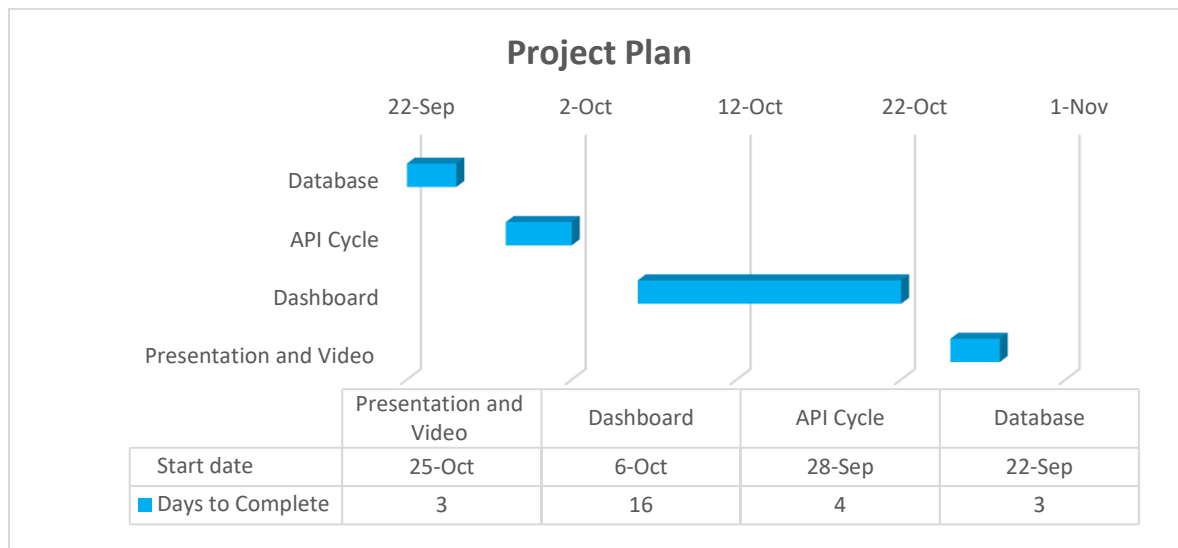 Project Plan
22-Sep 2-Oct 12-Oct 22-Oct 1-Nov
Database
API Cycle
Dashboard
Presentation and Video
Presentation and Video Dashboard API Cycle Database
Start date 25-Oct 6-Oct 28-Sep 22-Sep
Days to Complete 3 16 4 3